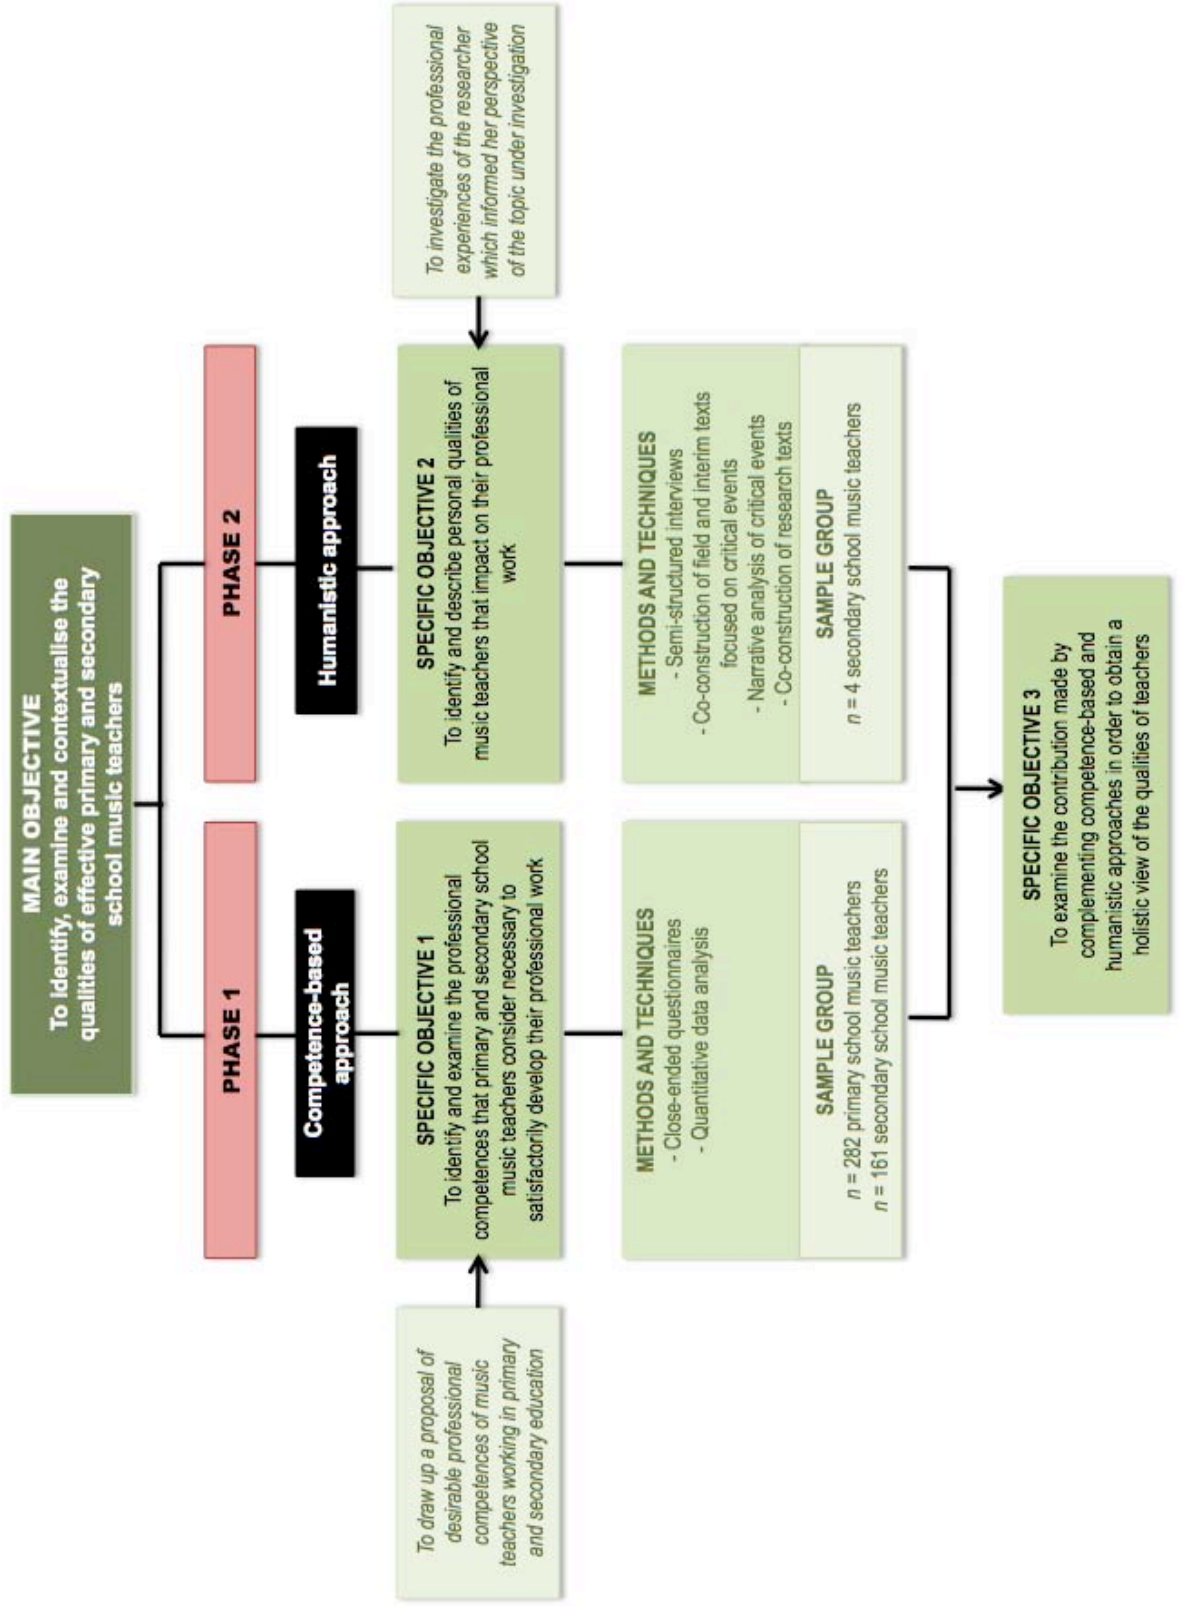 MAIN OBJECTIVE
To identify, examine and contextualise the
qualities of effective primary and secondary
school music teachers
PHASE 1
Competence-based
approach
To draw up a proposal of
desirable professional
competences of music
teachers working in primary
and secondary education
SPECIFIC OBJECTIVE 1
To identify and examine the professional
competences that primary and secondary school
music teachers consider necessary to
satisfactorily develop their professional work
METHODS AND TECHNIQUES
- Close-ended questionnaires
- Quantitative data analysis
SAMPLE GROUP
n = 282 primary school music teachers
n = 161 secondary school music teachers
PHASE 2
Humanistic approach
SPECIFIC OBJECTIVE 2
To identify and describe personal qualities of
music teachers that impact on their professional
work
To investigate the professional
experiences of the researcher
which informed her perspective
of the topic under investigation
METHODS AND TECHNIQUES
- Semi-structured interviews
- Co-construction of field and interim texts
focused on critical events
- Narrative analysis of critical events
- Co-construction of research texts
SAMPLE GROUP
n = 4 secondary school music teachers
SPECIFIC OBJECTIVE 3
To examine the contribution made by
complementing competence-based and
humanistic approaches in order to obtain a
holistic view of the qualities of teachers